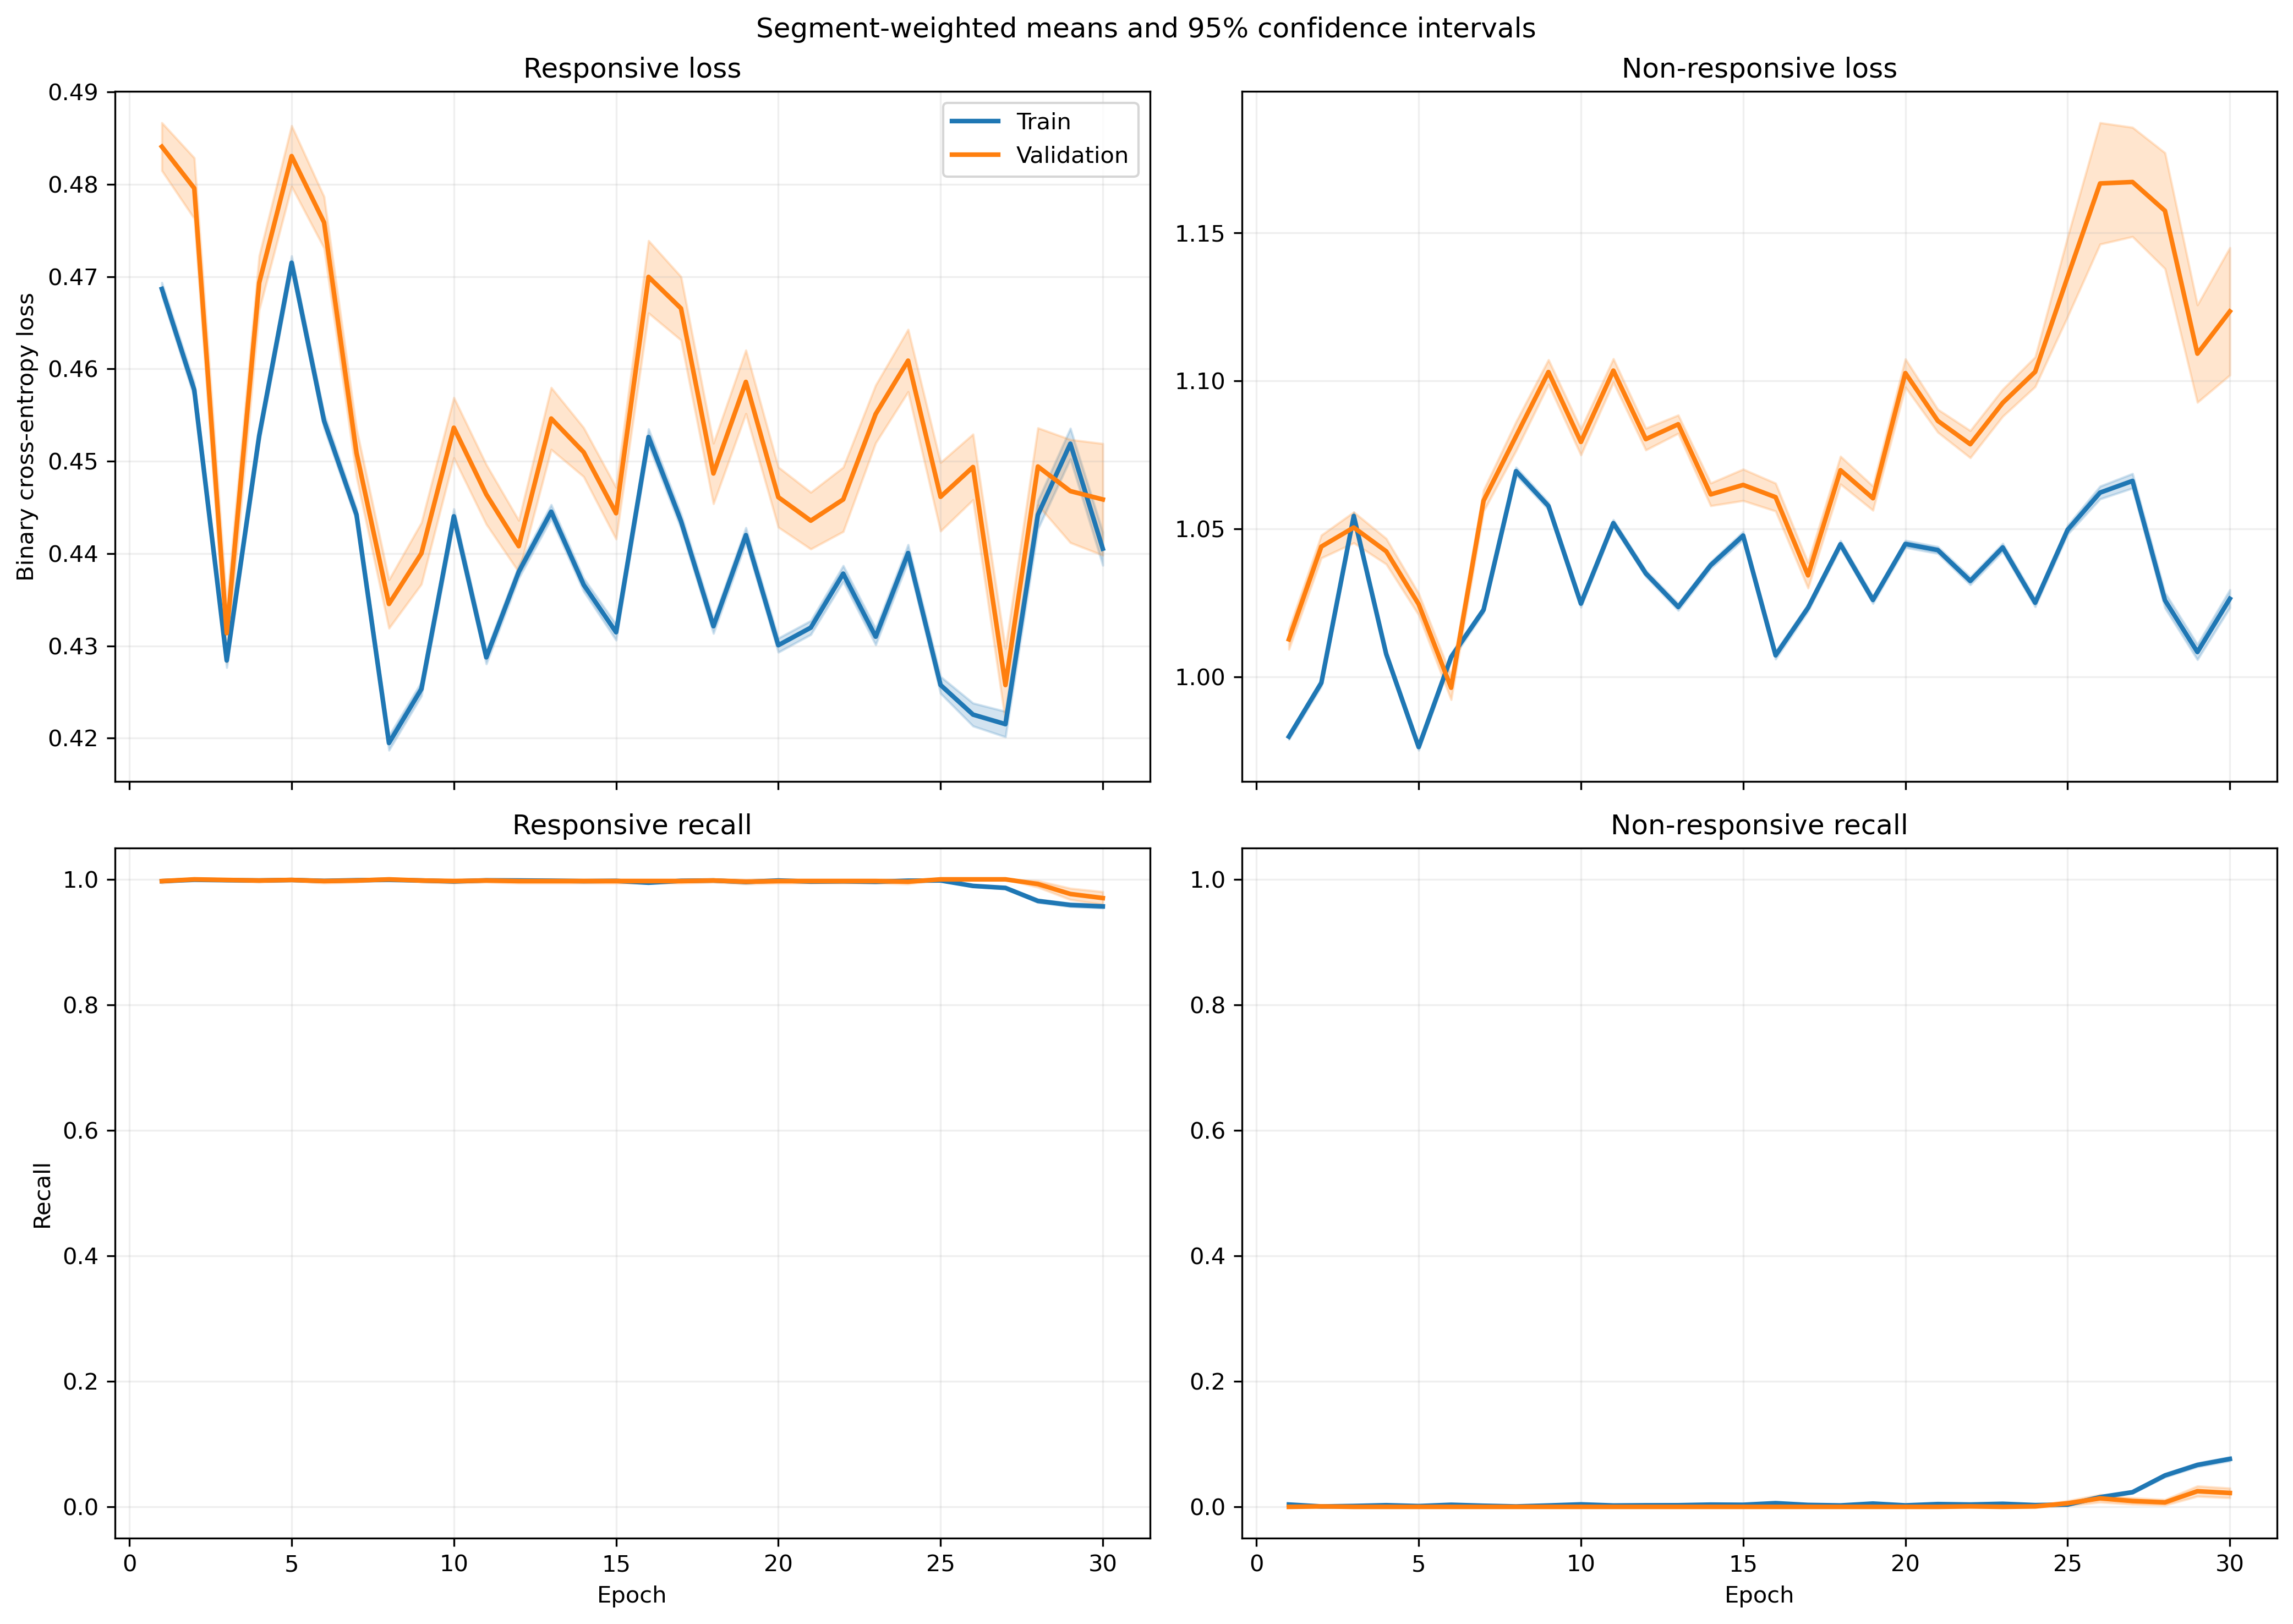 Segment-weighted means and 95% confidence intervals
Responsive loss
Non-responsive loss
Binary cross-entropy loss
0.49
0.48
0.47
0.46
0.45
0.44
0.43
0.42
Train
Validation
1.15
1.10
1.05
1.00
Responsive recall
Non-responsive recall
Recall
1.0
0.8
0.6
0.4
0.2
0.0
1.0
0.8
0.6
0.4
0.2
0.0
0 5 10 15 20 25 30
0 5 10 15 20 25 30
Epoch
Epoch